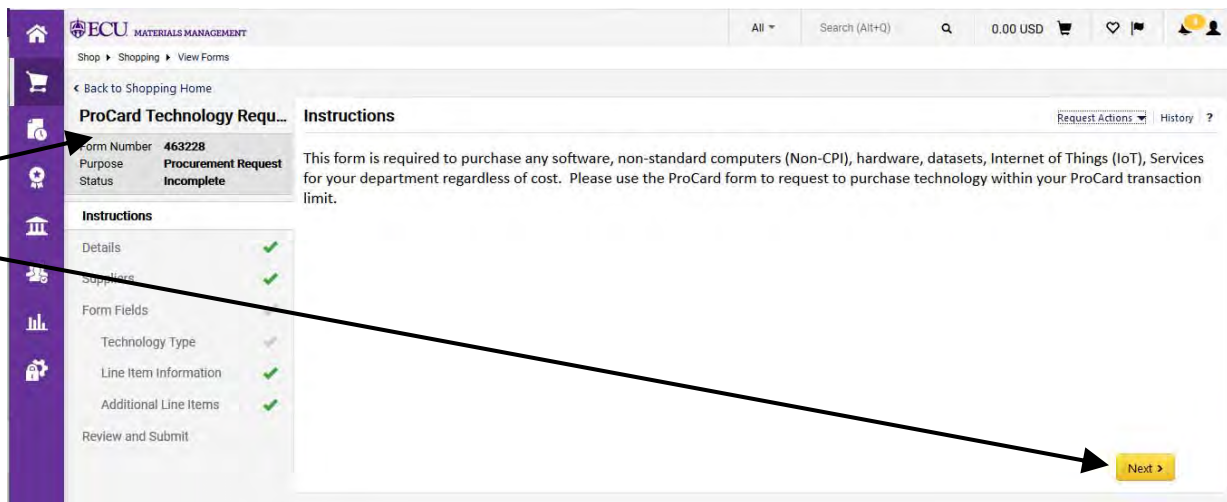 ECU MATERIALS MANAGEMENT
All
Search (Alt+Q)
0.00 USD
1
Shop Shopping View Forms
Back to Shopping Home
ProCard Technology Requ...
Form Number 463228
Purpose Procurement Request
Status Incomplete
Instructions
Details
Suppliers
Form Fields
Technology Type
Line Item Information
Additional Line Items
Review and Submit
Instructions
Request Actions
History
?
This form is required to purchase any software, non-standard computers (Non-CPI), hardware, datasets, Internet of Things (IoT), Services
for your department regardless of cost. Please use the ProCard form to request to purchase technology within your ProCard transaction
limit.
Next >